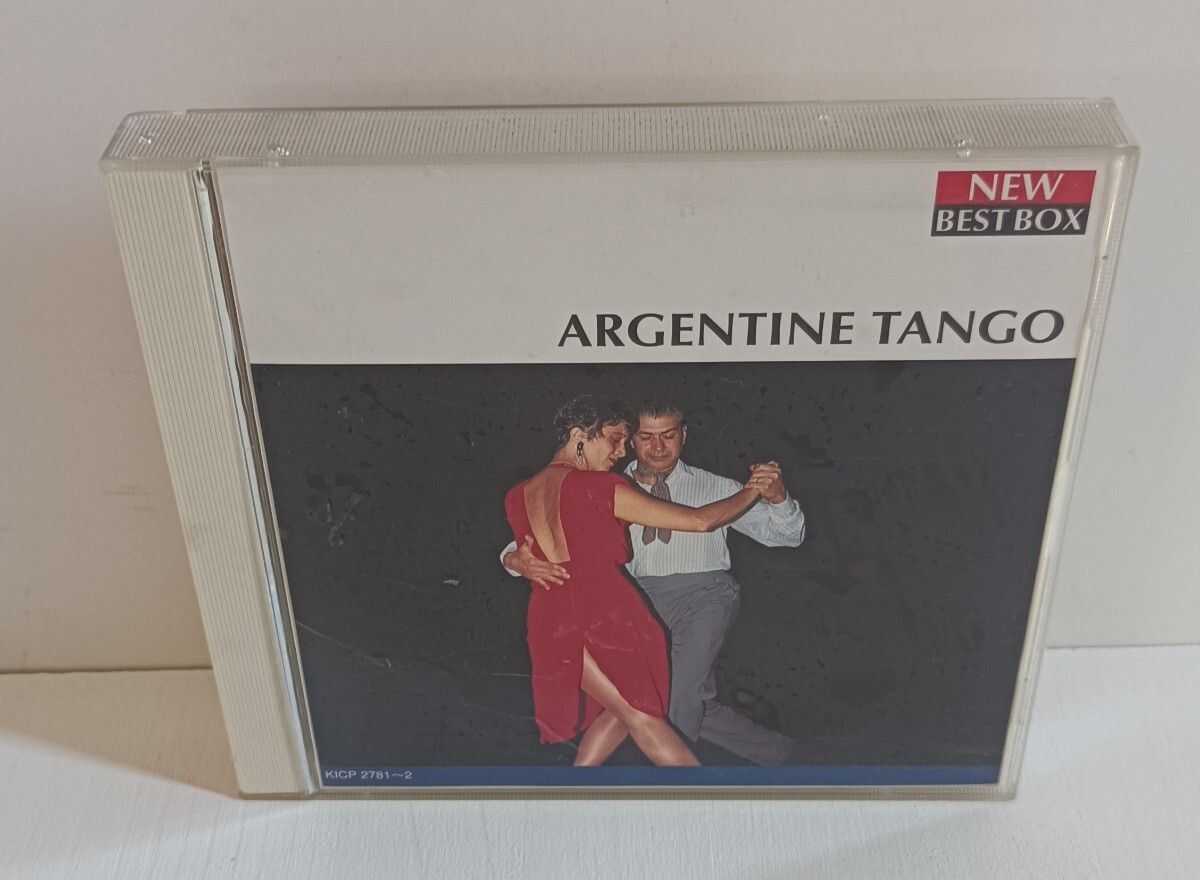 NEW
BEST BOX
ARGENTINE TANGO
KICP 2781~2